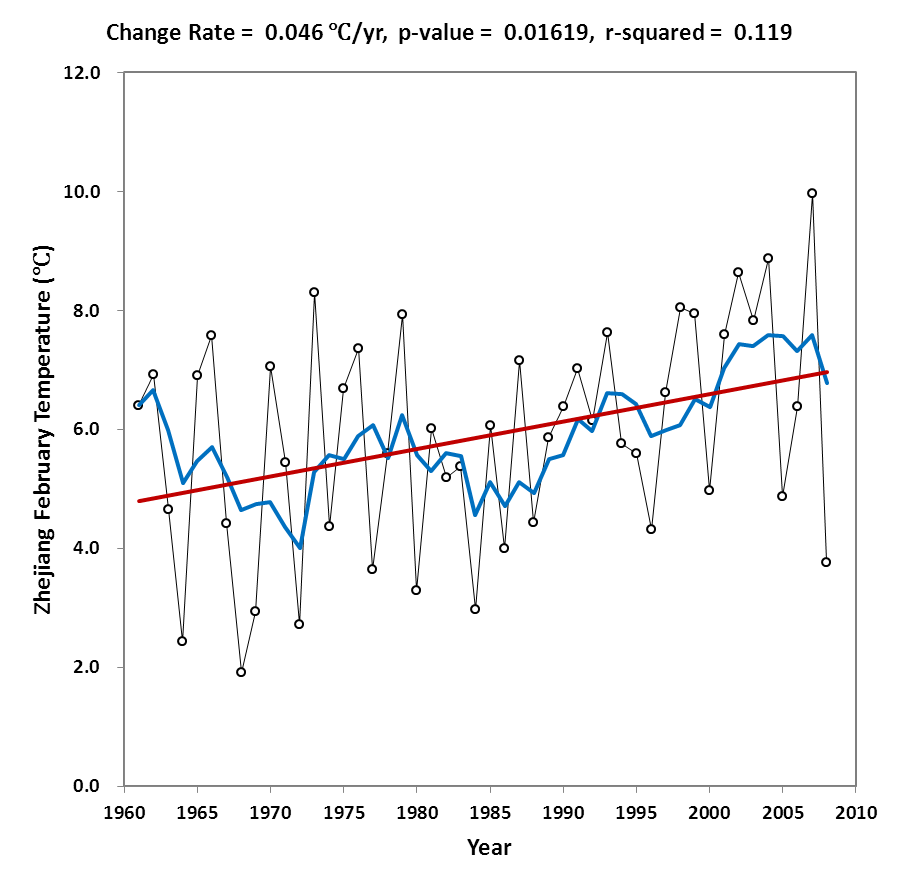 Change Rate = 0.046 ℃/yr, p-value = 0.01619, r-squared = 0.119
12.0
10.0
8.0
6.0
4.0
2.0
0.0
Zhejiang February Temperature (℃)
1960 1965 1970 1975 1980 1985 1990 1995 2000 2005 2010
Year